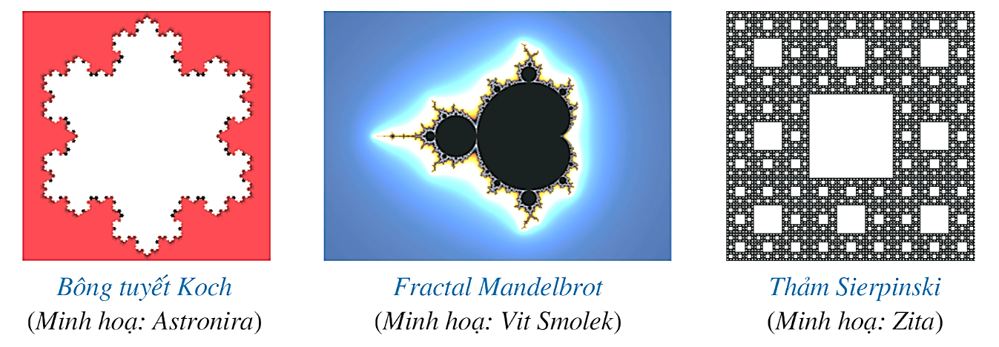 Bông tuyết Koch
(Minh hoạ: Astronira)
Fractal Mandelbrot
(Minh hoạ: Vit Smolek)
Thảm Sierpinski
(Minh hoạ: Zita)